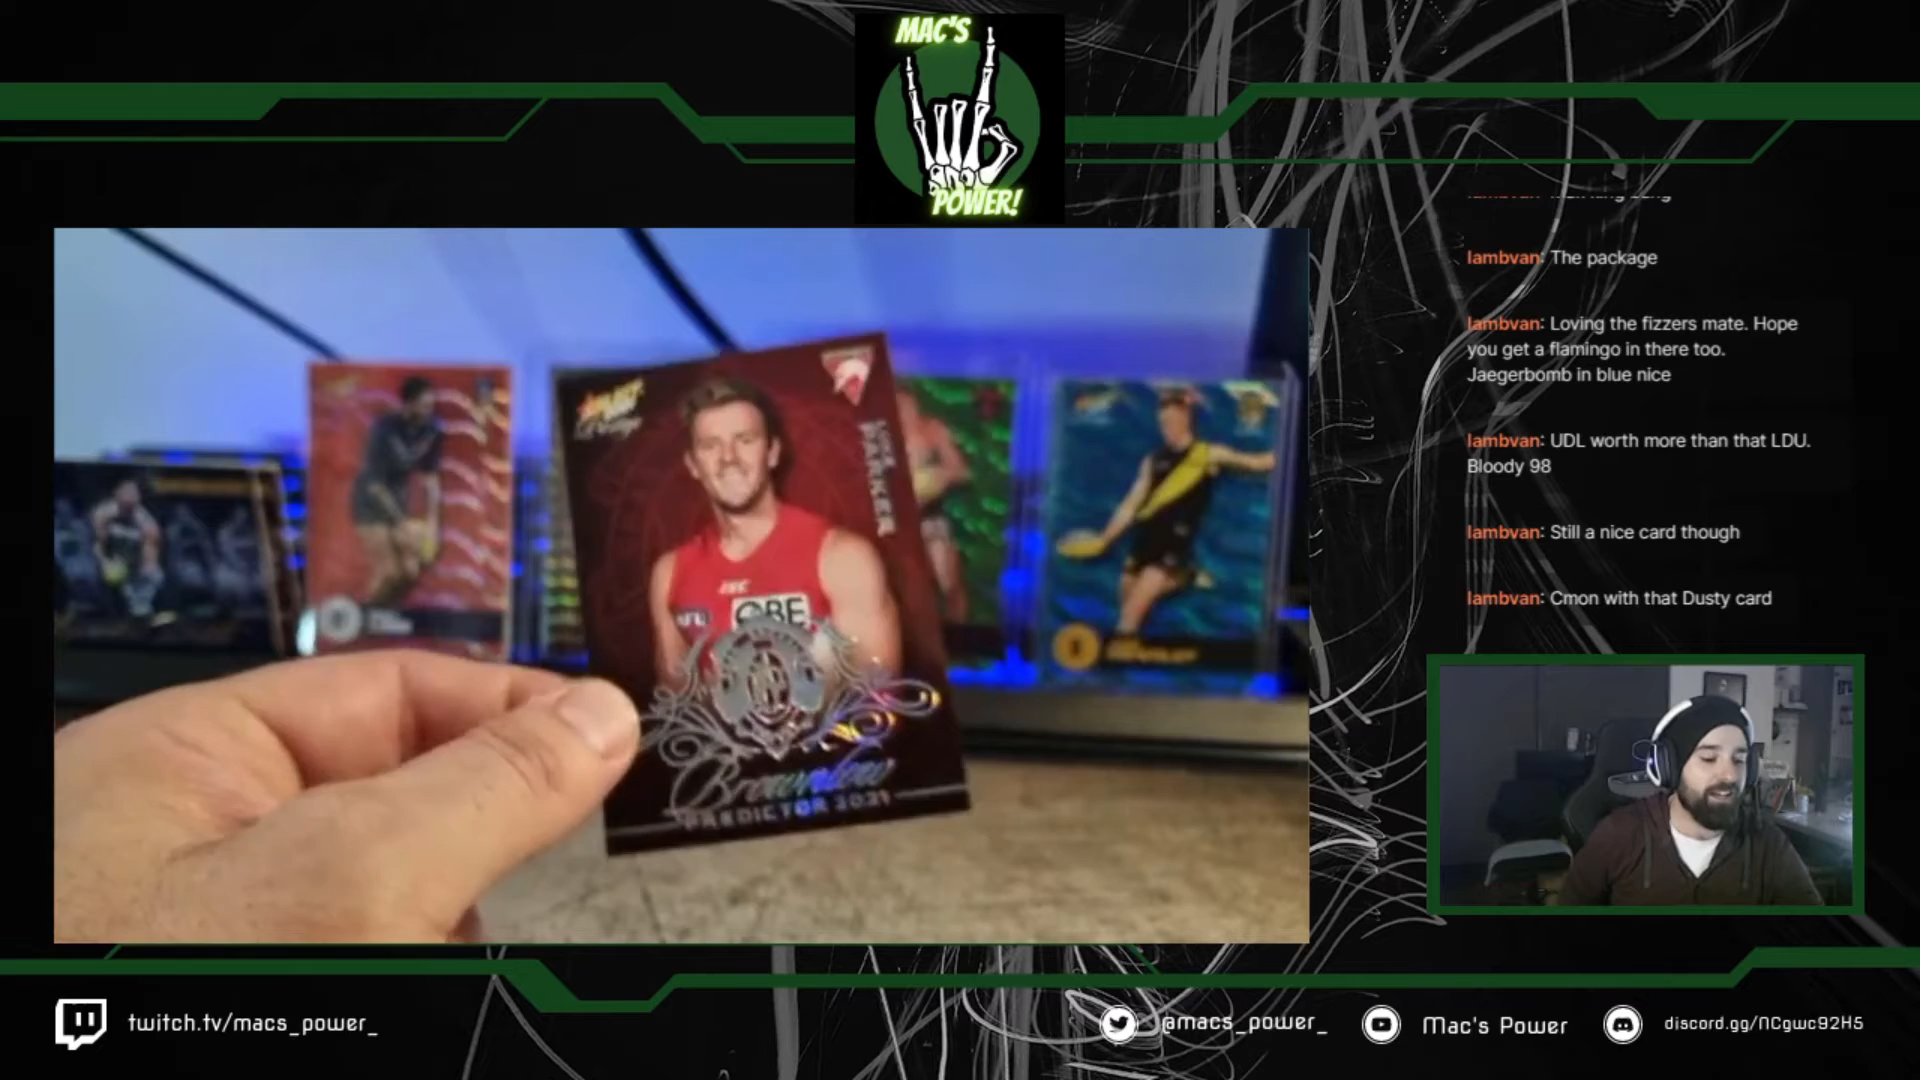 MAC'S
POWER!
lambvan: The package
lambvan: Loving the fizzers mate. Hope
you get a flamingo in there too.
Jaegerbomb in blue nice
lambvan: UDL worth more than that LDU.
Bloody 98
lambvan: Still a nice card though
lambvan: Cmon with that Dusty card
PARKER
QBE
Brownlow
PREDICTOR 2021
twitch.tv/macs_power_
@macs_power_
Mac's Power
discord.gg/NCgwc92H5